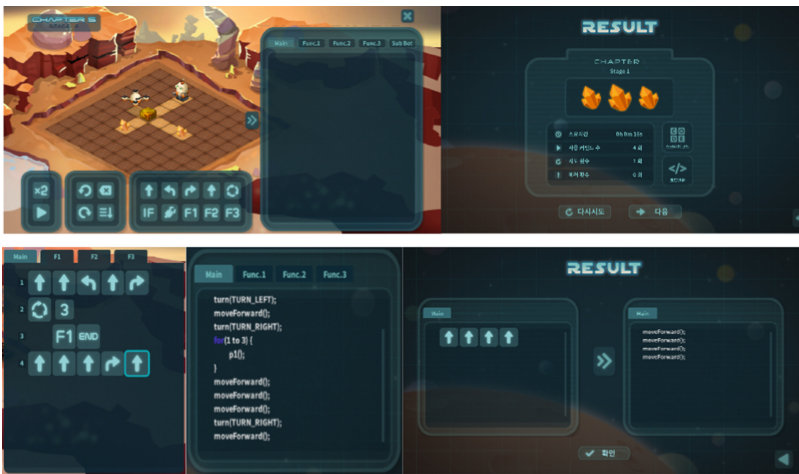 CHAPTER 5
Main Func.2 Func.2 Func.3 Sub Bot
×2
IF F1 F2 F3
RESULT
CHAPTER
Stage 1
</>
다시시도
다음
Main F1 F2 F3
1
2 3
3 F1 END
4
Main Func.1 Func.2 Func.3
turn(TURN_LEFT);
moveForward();
turn(TURN_RIGHT);
for(1 to 3) {
p1();
}
moveForward();
moveForward();
moveForward();
turn(TURN_RIGHT);
moveForward();
RESULT
Main
Main
moveForward();
moveForward();
moveForward();
moveForward();
확인